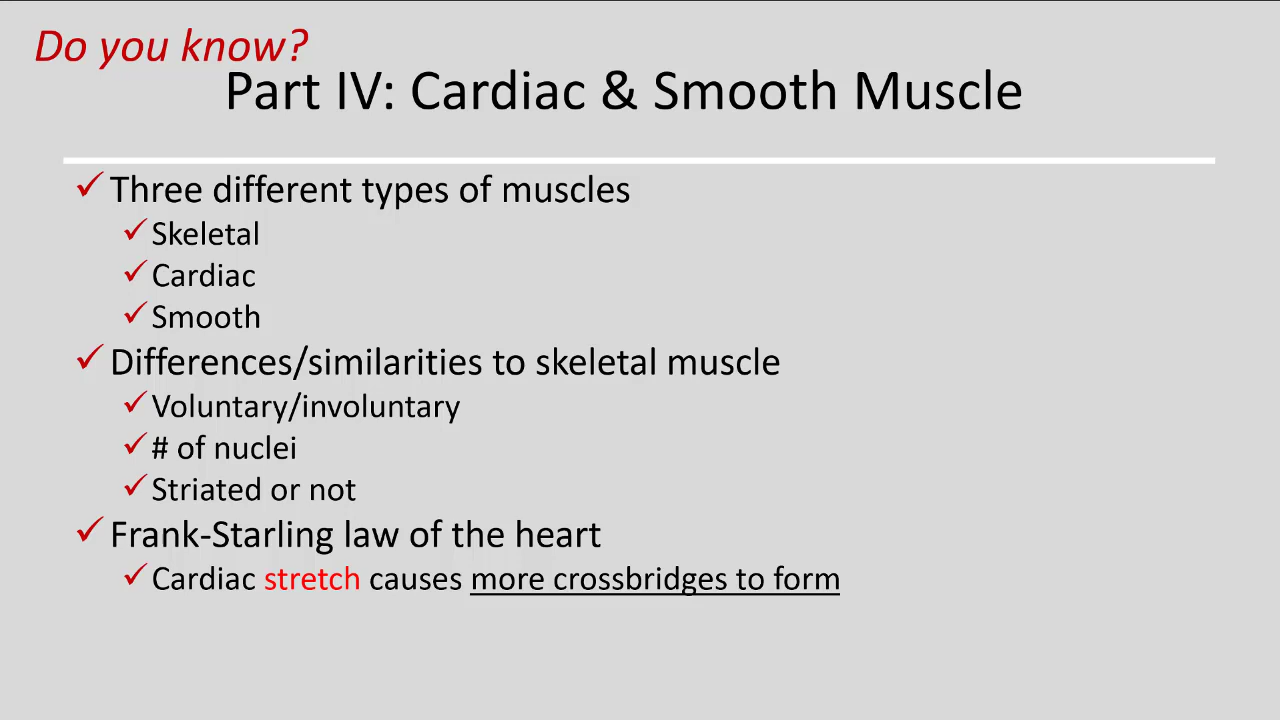 Do you know?
Part IV: Cardiac & Smooth Muscle
Three different types of muscles
Skeletal
Cardiac
Smooth
Differences/similarities to skeletal muscle
Voluntary/involuntary
# of nuclei
Striated or not
Frank-Starling law of the heart
Cardiac stretch causes more crossbridges to form